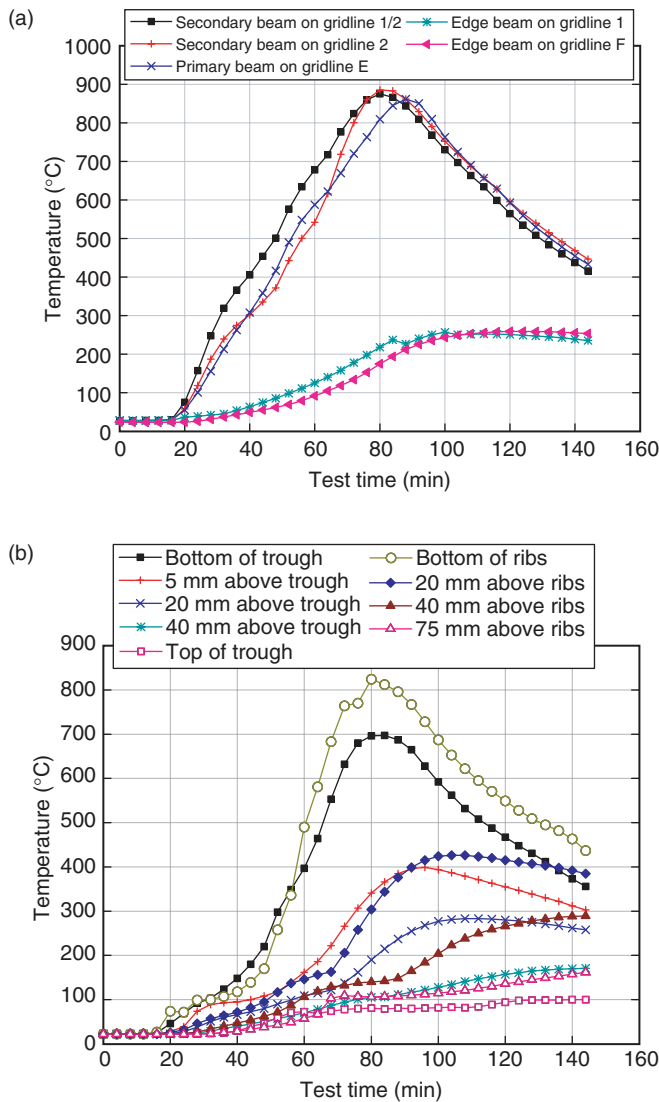 (a)
Secondary beam on gridline 1/2
Edge beam on gridline 1
Secondary beam on gridline 2
Edge beam on gridline F
Primary beam on gridline E
Temperature (°C)
900
800
700
600
500
400
300
200
100
0
0 20 40 60 80 100 120 140 160
Test time (min)
(b)
Bottom of trough
Bottom of ribs
5 mm above trough
20 mm above ribs
20 mm above trough
40 mm above ribs
40 mm above trough
75 mm above ribs
Top of trough
Temperature (°C)
900
800
700
600
500
400
300
200
100
0
0 20 40 60 80 100 120 140 160
Test time (min)